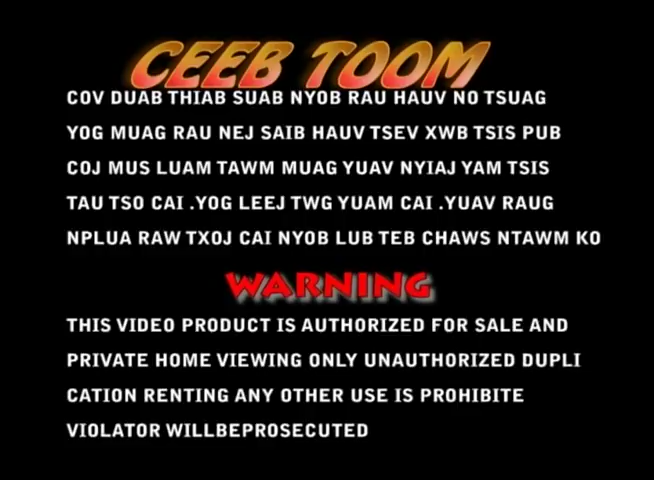 CEEB TOOM
COV DUAB THIAB SUAB NYOB RAU HAUV NO TSUAG
YOG MUAG RAU NEJ SAIB HAUV TSEV XWB TSIS PUB
COJ MUS LUAM TAWM MUAG YUAV NYIAJ YAM TSIS
TAU TSO CAI .YOG LEEJ TWG YUAM CAI .YUAV RAUG
NPLUA RAW TXOJ CAI NYOB LUB TEB CHAWS NTAWM KO
WARNING
THIS VIDEO PRODUCT IS AUTHORIZED FOR SALE AND
PRIVATE HOME VIEWING ONLY UNAUTHORIZED DUPLI
CATION RENTING ANY OTHER USE IS PROHIBITE
VIOLATOR WILLBEPROSECUTED